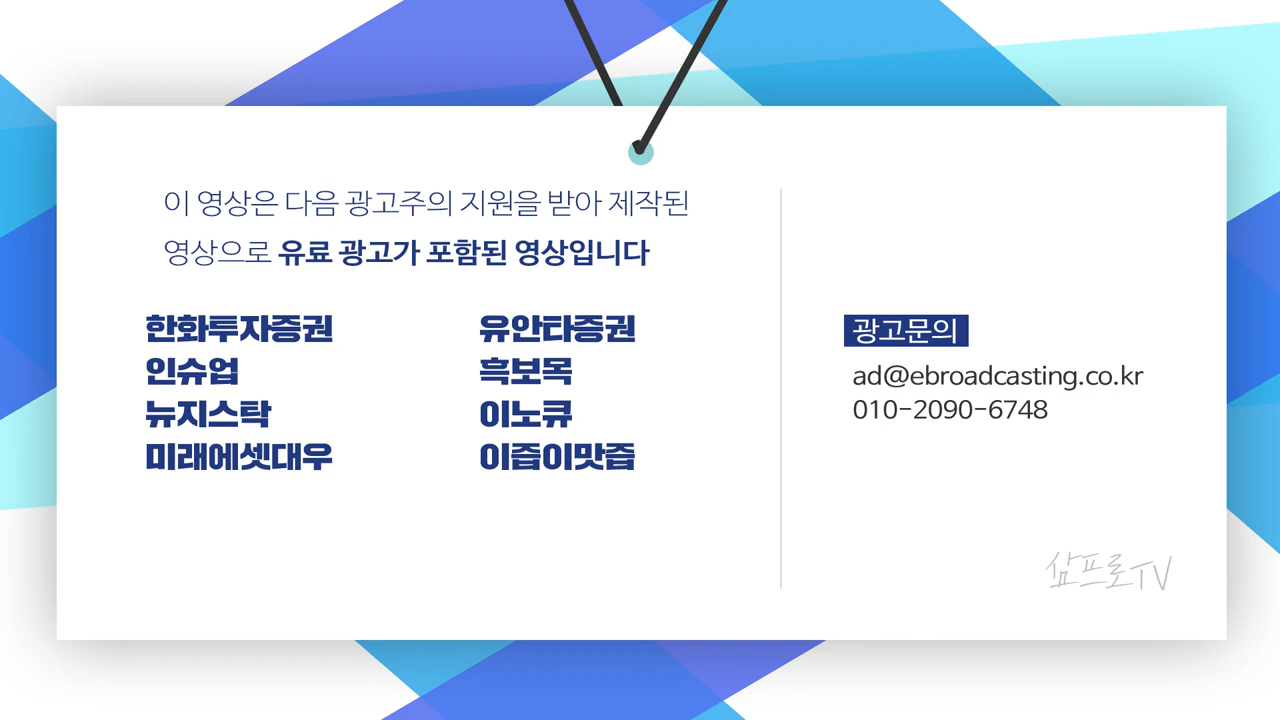 이 영상은 다음 광고주의 지원을 받아 제작된
영상으로 유료 광고가 포함된 영상입니다
한화투자증권
인슈업
뉴지스탁
미래에셋대우
유안타증권
흑보목
이노큐
이즙이맛즙
광고문의
ad@ebroadcasting.co.kr
010-2090-6748
삼프로TV